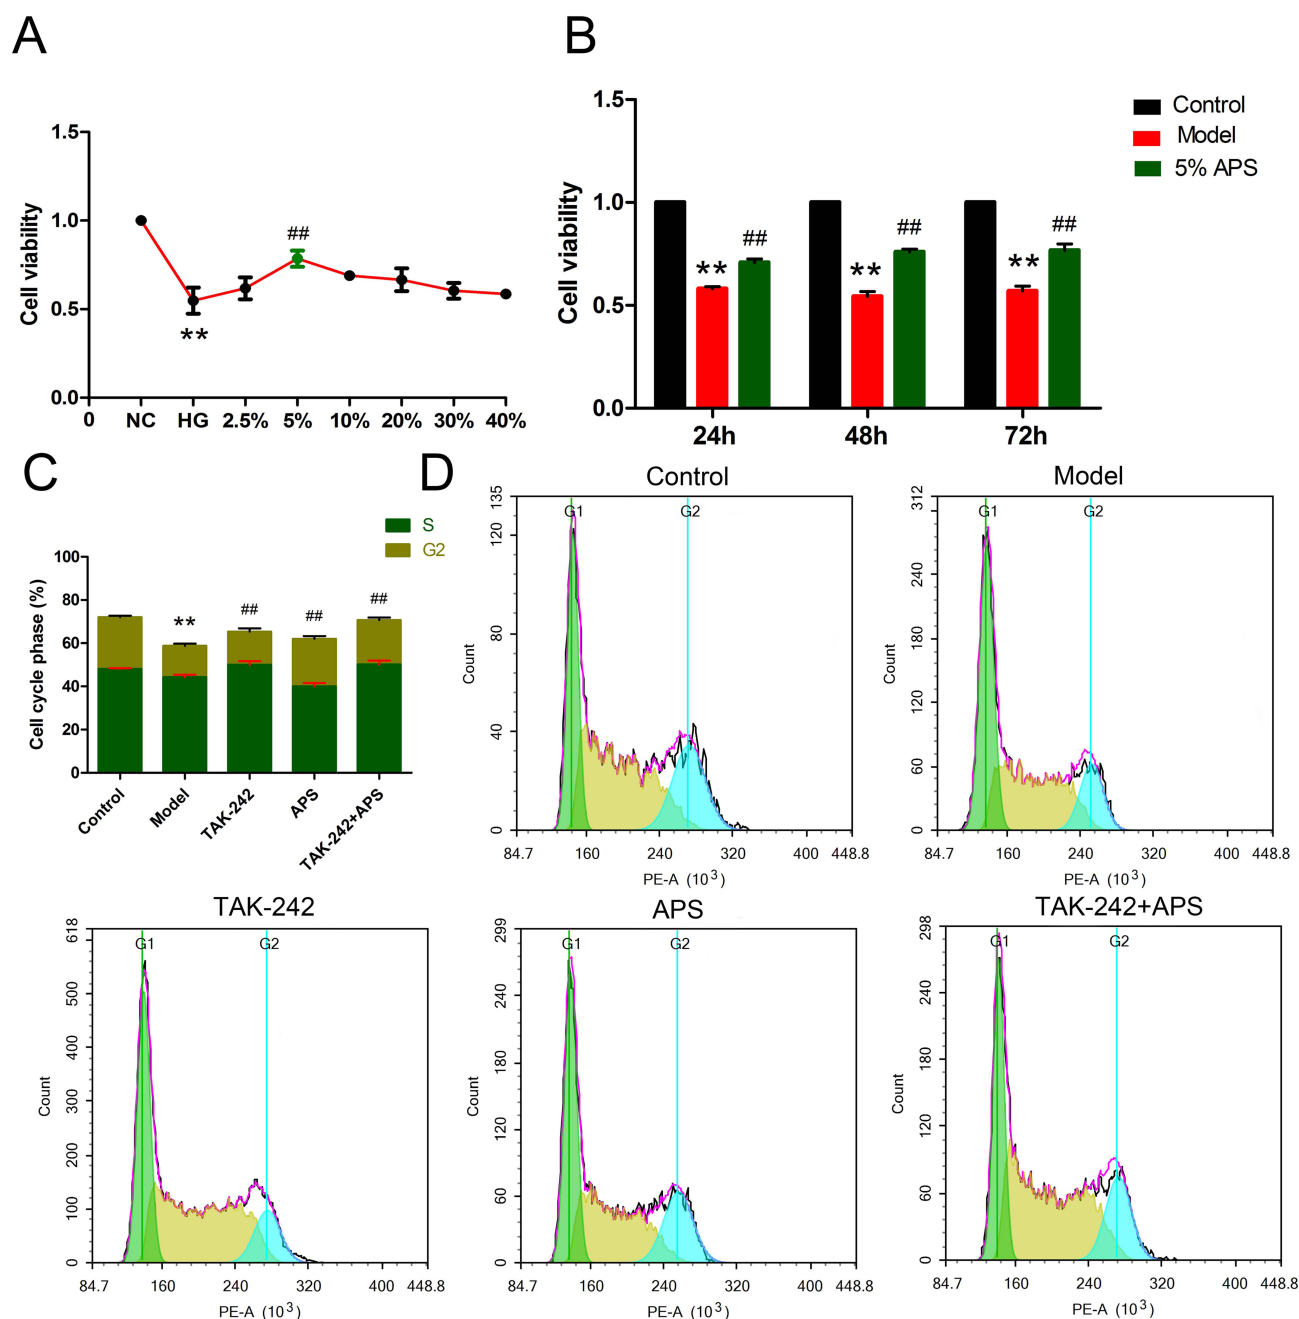 A
1.5
1.0
0.5
0.0
Cell viability
##
**
0 NC HG 2.5% 5% 10% 20% 30% 40%
B
1.5
1.0
0.5
0.0
Cell viability
** ## ** ## ** ##
24h 48h 72h
Control
Model
5% APS
C
S
G2
100
80
60
40
20
0
Cell cycle phase (%)
** ## ## ##
Control Model TAK-242 APS TAK-242+APS
D
Control
135
120
80
40
0
Count
G1 G2
84.7 160 240 320 400 448.8
PE-A (10³)
Model
312
240
180
120
60
0
Count
G1 G2
84.7 160 240 320 400 448.8
PE-A (10³)
TAK-242
618
500
400
300
200
100
0
Count
G1 G2
84.7 160 240 320 400 448.8
PE-A (10³)
APS
299
240
180
120
60
0
Count
G1 G2
84.7 160 240 320 400 448.8
PE-A (10³)
TAK-242+APS
298
240
180
120
60
0
Count
G1 G2
84.7 160 240 320 400 448.8
PE-A (10³)